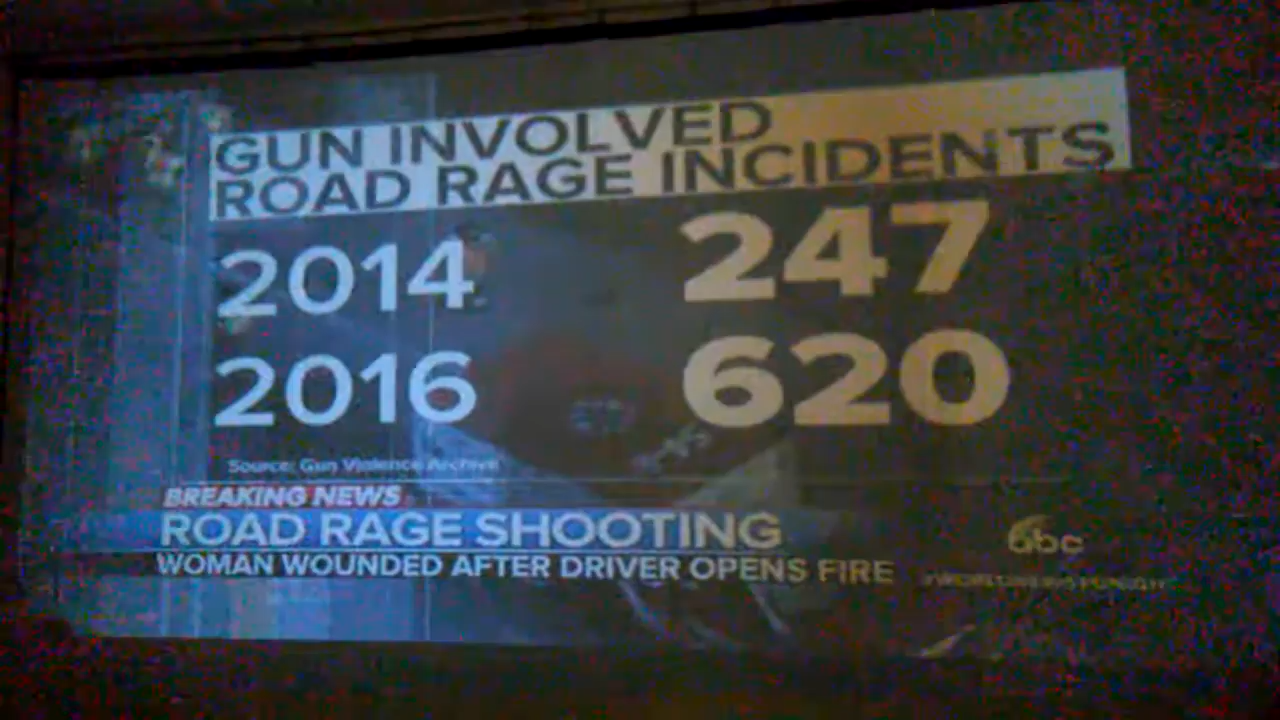 GUN INVOLVED
ROAD RAGE INCIDENTS
2014 247
2016 620
Source: Gun Violence Archive
BREAKING NEWS
ROAD RAGE SHOOTING
WOMAN WOUNDED AFTER DRIVER OPENS FIRE
abc